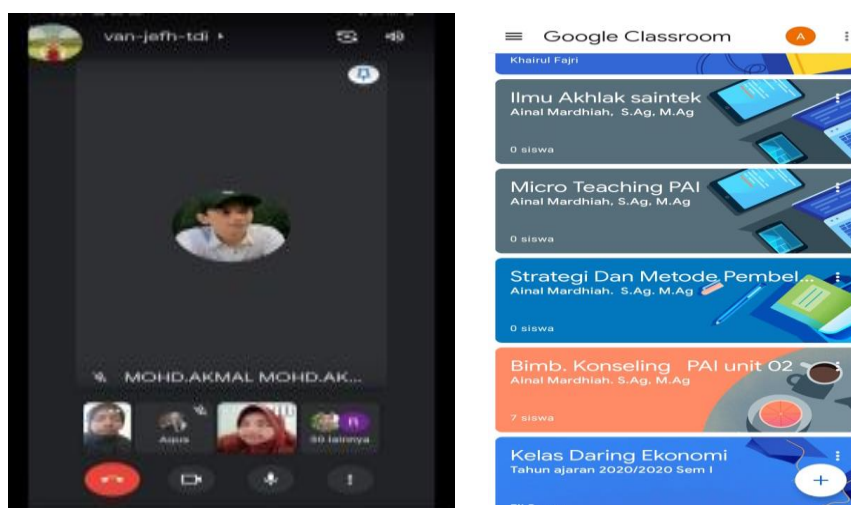 van-jefh-tdi
MOHD.AKMAL MOHD.AK...
Agus
30 lainnya
Google Classroom
A
Khairul Fajri
Ilmu Akhlak saintek
Ainal Mardhiah, S.Ag, M.Ag
0 siswa
Micro Teaching PAI
Ainal Mardhiah, S.Ag, M.Ag
0 siswa
Strategi Dan Metode Pembel...
Ainal Mardhiah. S.Ag. M.Ag
0 siswa
Bimb. Konseling PAI unit 02
Ainal Mardhiah. S.Ag, M.Ag
7 siswa
Kelas Daring Ekonomi
Tahun ajaran 2020/2020 Sem I